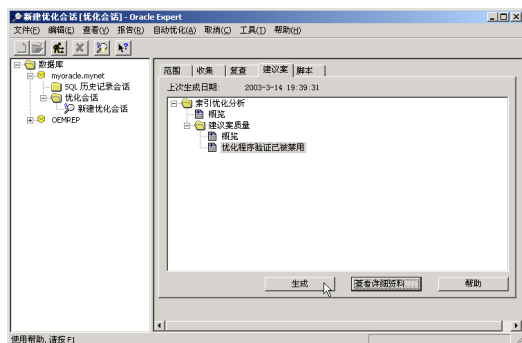 新建优化会话[优化会话] - Oracle Expert
文件(F) 编辑(E) 查看(V) 报告(R) 自动优化(A) 取消(C) 工具(T) 帮助(H)
数据库
myoracle.mynet
SQL 历史记录会话
优化会话
新建优化会话
OEMREP
范围 收集 复查 建议案 脚本
上次生成日期: 2003-3-14 19:39:31
索引优化分析
概览
建议案质量
概览
优化程序验证已被禁用
生成 查看详细资料... 帮助
使用帮助, 请按 F1